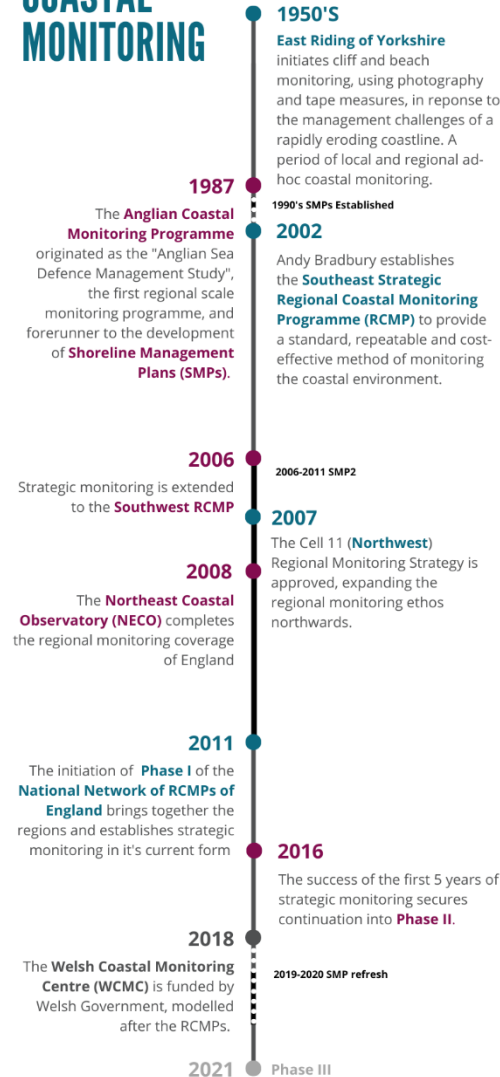 COASTAL
MONITORING
1950'S
East Riding of Yorkshire
initiates cliff and beach
monitoring, using photography
and tape measures, in reponse to
the management challenges of a
rapidly eroding coastline. A
period of local and regional ad-
hoc coastal monitoring.
1987
The Anglian Coastal
Monitoring Programme
originated as the "Anglian Sea
Defence Management Study",
the first regional scale
monitoring programme, and
forerunner to the development
of Shoreline Management
Plans (SMPs).
1990's SMPs Established
2002
Andy Bradbury establishes
the Southeast Strategic
Regional Coastal Monitoring
Programme (RCMP) to provide
a standard, repeatable and cost-
effective method of monitoring
the coastal environment.
2006
Strategic monitoring is extended
to the Southwest RCMP
2006-2011 SMP2
2007
The Cell 11 (Northwest)
Regional Monitoring Strategy is
approved, expanding the
regional monitoring ethos
northwards.
2008
The Northeast Coastal
Observatory (NECO) completes
the regional monitoring coverage
of England
2011
The initiation of Phase I of the
National Network of RCMPs of
England brings together the
regions and establishes strategic
monitoring in it's current form
2016
The success of the first 5 years of
strategic monitoring secures
continuation into Phase II.
2018
The Welsh Coastal Monitoring
Centre (WCMC) is funded by
Welsh Government, modelled
after the RCMPs.
2019-2020 SMP refresh
2021
Phase III